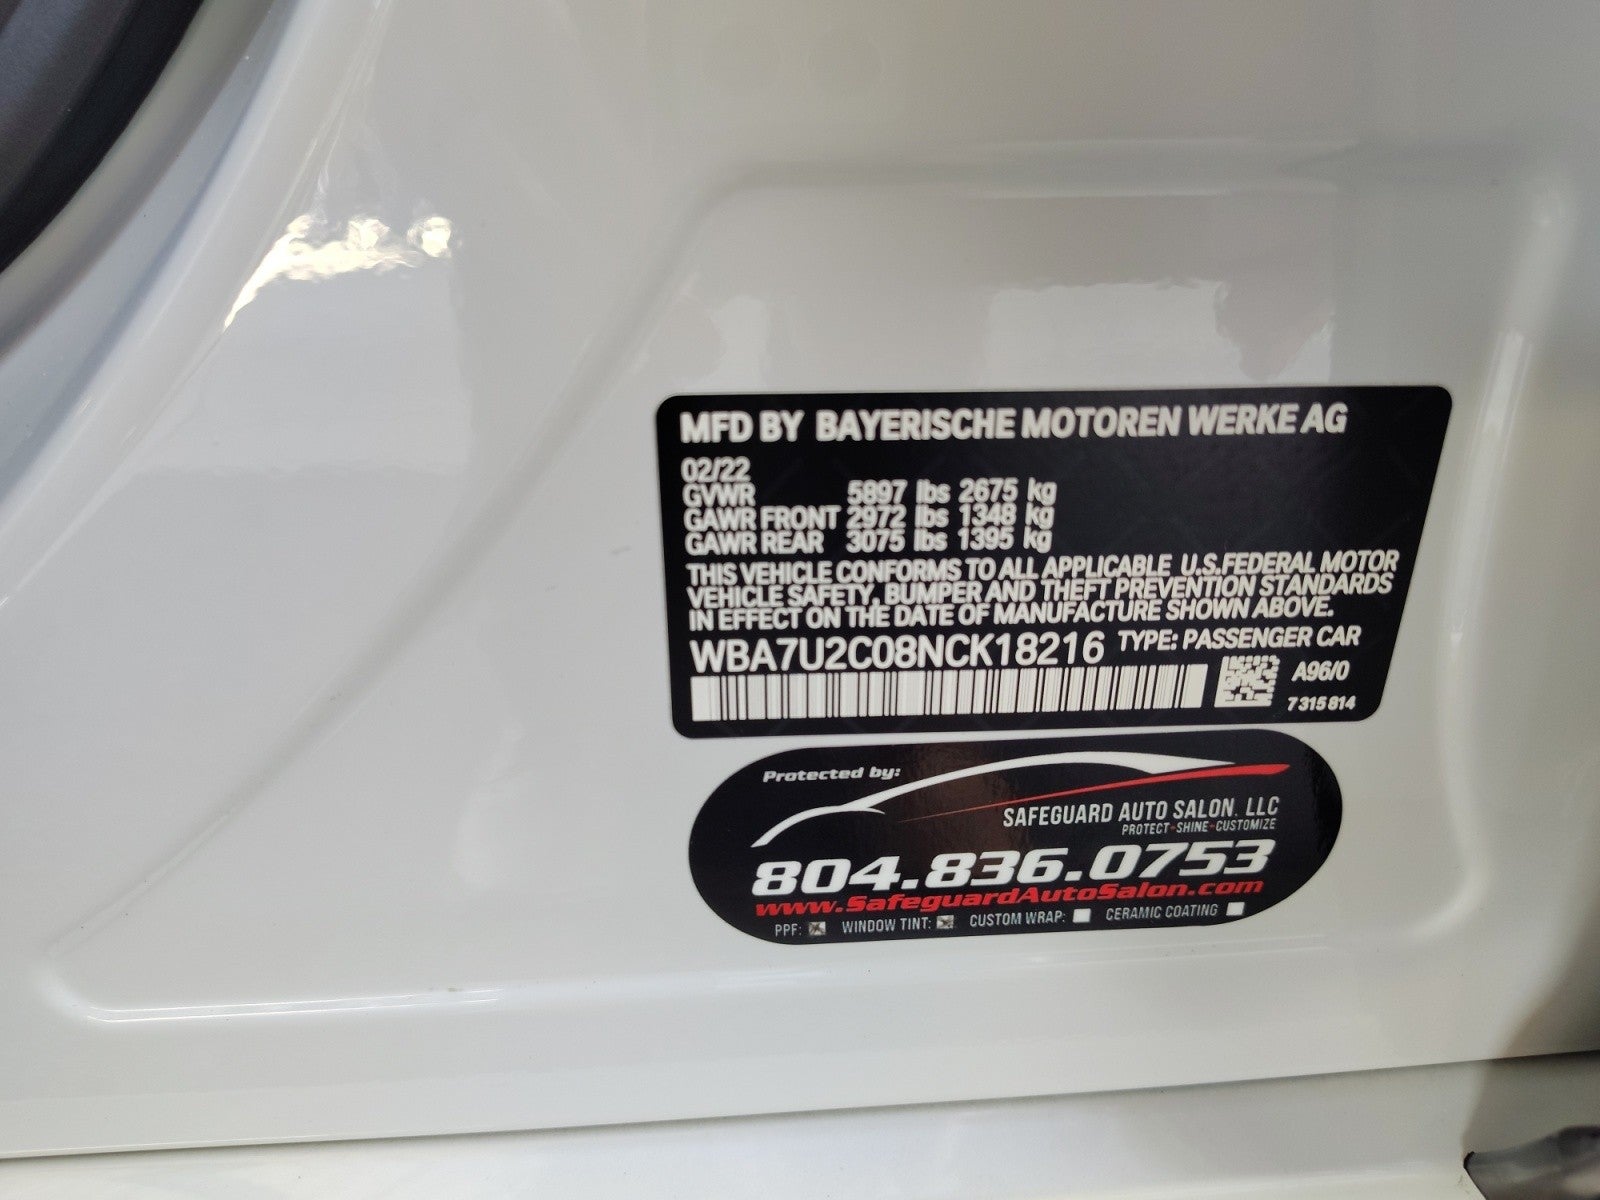 MFD BY BAYERISCHE MOTOREN WERKE AG
02/22
GVWR 5897 lbs 2675 kg
GAWR FRONT 2972 lbs 1348 kg
GAWR REAR 3075 lbs 1395 kg
THIS VEHICLE CONFORMS TO ALL APPLICABLE U.S.FEDERAL MOTOR
VEHICLE SAFETY, BUMPER AND THEFT PREVENTION STANDARDS
IN EFFECT ON THE DATE OF MANUFACTURE SHOWN ABOVE.
WBA7U2C08NCK18216 TYPE: PASSENGER CAR
A96/0
7315814
Protected by:
SAFEGUARD AUTO SALON, LLC
PROTECT-SHINE-CUSTOMIZE
804.836.0753
www.SafeguardAutoSalon.com
PPF: WINDOW TINT: CUSTOM WRAP: CERAMIC COATING